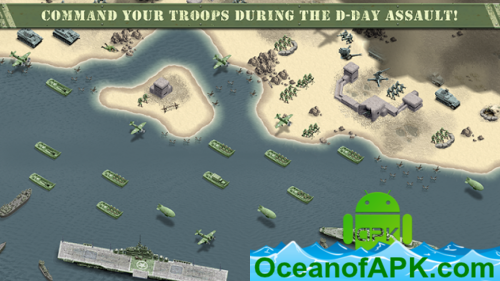 COMMAND YOUR TROOPS DURING THE D-DAY ASSAULT!
APK
OceanofAPK.com